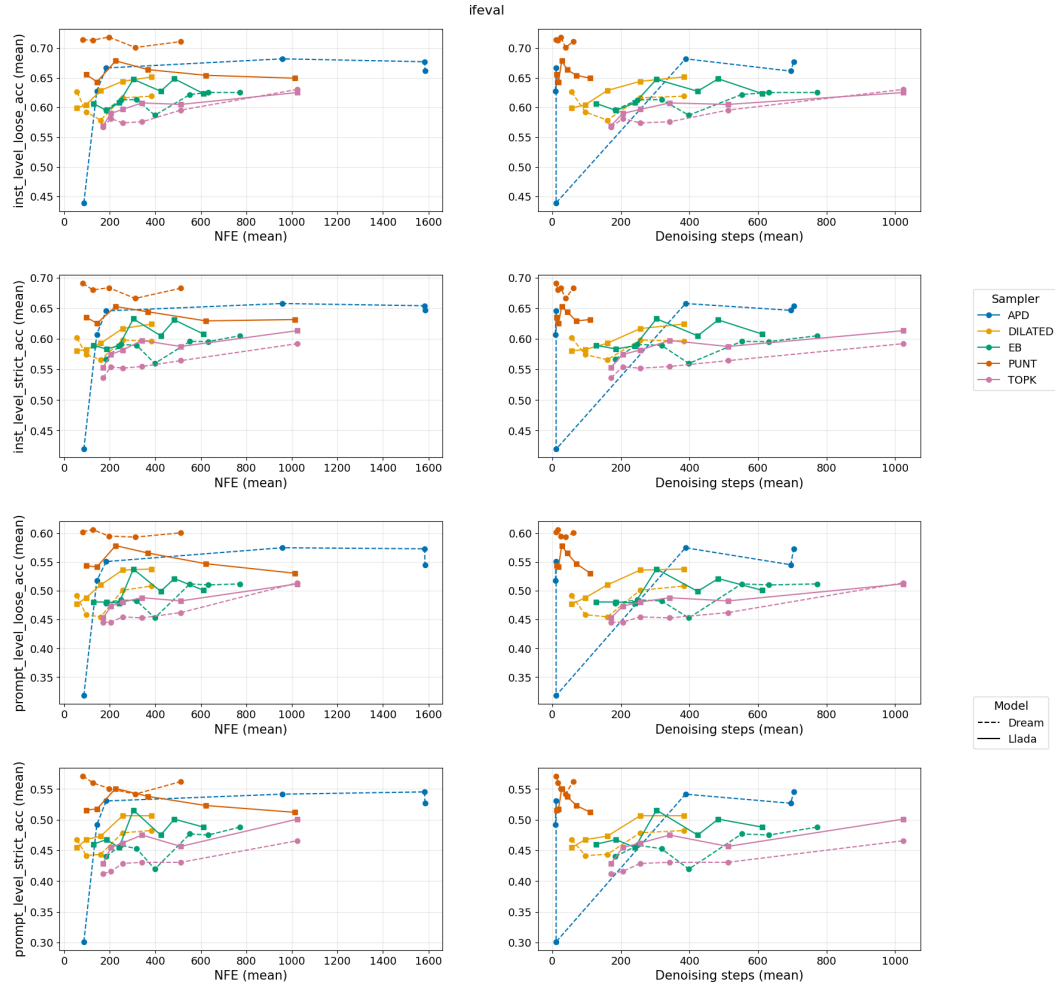 ifeval
inst_level_loose_acc (mean)
0.70
0.65
0.60
0.55
0.50
0.45
0 200 400 600 800 1000 1200 1400 1600
NFE (mean)
0 200 400 600 800 1000
Denoising steps (mean)
0.70
0.65
0.60
0.55
0.50
0.45
inst_level_strict_acc (mean)
0.70
0.65
0.60
0.55
0.50
0.45
0 200 400 600 800 1000 1200 1400 1600
NFE (mean)
0.70
0.65
0.60
0.55
0.50
0.45
0 200 400 600 800 1000
Denoising steps (mean)
Sampler
APD
DILATED
EB
PUNT
TOPK
prompt_level_loose_acc (mean)
0.60
0.55
0.50
0.45
0.40
0.35
0 200 400 600 800 1000 1200 1400 1600
NFE (mean)
0.60
0.55
0.50
0.45
0.40
0.35
0 200 400 600 800 1000
Denoising steps (mean)
Model
Dream
Llada
prompt_level_strict_acc (mean)
0.55
0.50
0.45
0.40
0.35
0.30
0 200 400 600 800 1000 1200 1400 1600
NFE (mean)
0.55
0.50
0.45
0.40
0.35
0.30
0 200 400 600 800 1000
Denoising steps (mean)